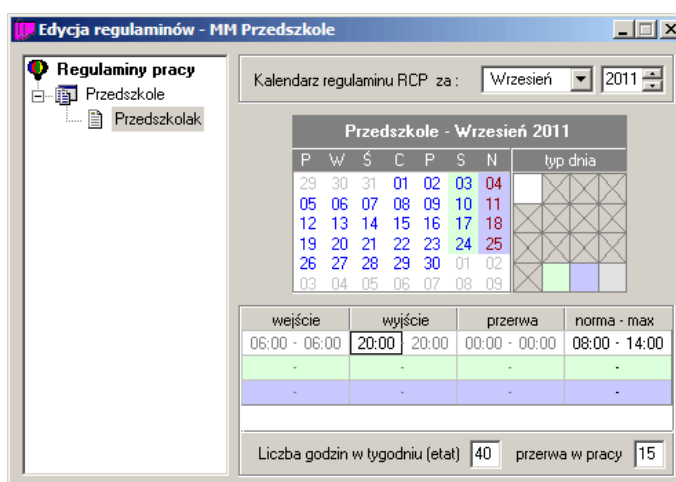 Edycja regulaminów - MM Przedszkole
Regulaminy pracy
Przedszkole
Przedszkolak
Kalendarz regulaminu RCP za : Wrzesień 2011
Przedszkole - Wrzesień 2011
P W Ś C P S N typ dnia
29 30 31 01 02 03 04
05 06 07 08 09 10 11
12 13 14 15 16 17 18
19 20 21 22 23 24 25
26 27 28 29 30 01 02
03 04 05 06 07 08 09
wejście wyjście przerwa norma - max
06:00 - 06:00 20:00 - 20:00 00:00 - 00:00 08:00 - 14:00
- - - -
- - - -
Liczba godzin w tygodniu (etat) 40 przerwa w pracy 15